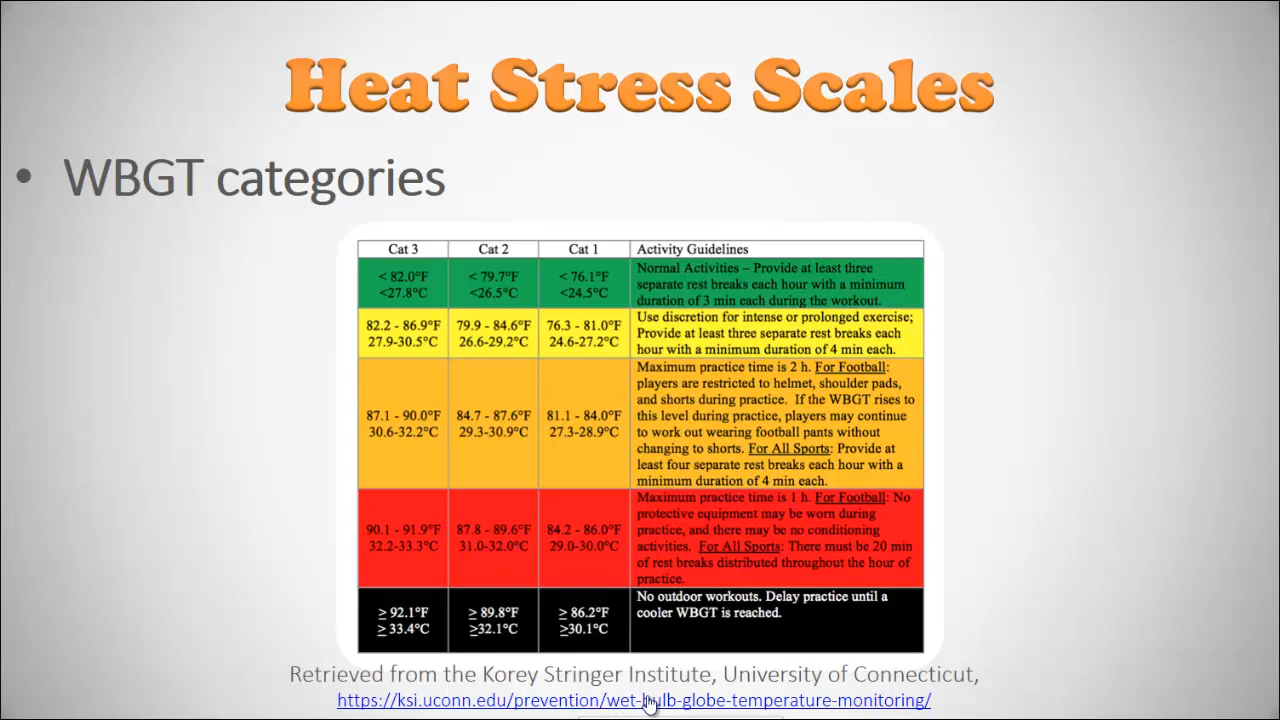 Heat Stress Scales
• WBGT categories
Cat 3 Cat 2 Cat 1 Activity Guidelines
< 82.0°F < 79.7°F < 76.1°F
<27.8°C <26.5°C <24.5°C
Normal Activities – Provide at least three
separate rest breaks each hour with a minimum
duration of 3 min each during the workout.
82.2 - 86.9°F 79.9 - 84.6°F 76.3 - 81.0°F
27.9-30.5°C 26.6-29.2°C 24.6-27.2°C
Use discretion for intense or prolonged exercise;
Provide at least three separate rest breaks each
hour with a minimum duration of 4 min each.
87.1 - 90.0°F 84.7 - 87.6°F 81.1 - 84.0°F
30.6-32.2°C 29.3-30.9°C 27.3-28.9°C
Maximum practice time is 2 h. For Football:
players are restricted to helmet, shoulder pads,
and shorts during practice. If the WBGT rises to
this level during practice, players may continue
to work out wearing football pants without
changing to shorts. For All Sports: Provide at
least four separate rest breaks each hour with a
minimum duration of 4 min each.
90.1 - 91.9°F 87.8 - 89.6°F 84.2 - 86.0°F
32.2-33.3°C 31.0-32.0°C 29.0-30.0°C
Maximum practice time is 1 h. For Football: No
protective equipment may be worn during
practice, and there may be no conditioning
activities. For All Sports: There must be 20 min
of rest breaks distributed throughout the hour of
practice.
≥ 92.1°F ≥ 89.8°F ≥ 86.2°F
≥ 33.4°C ≥32.1°C ≥30.1°C
No outdoor workouts. Delay practice until a
cooler WBGT is reached.
Retrieved from the Korey Stringer Institute, University of Connecticut,
https://ksi.uconn.edu/prevention/wet-bulb-globe-temperature-monitoring/